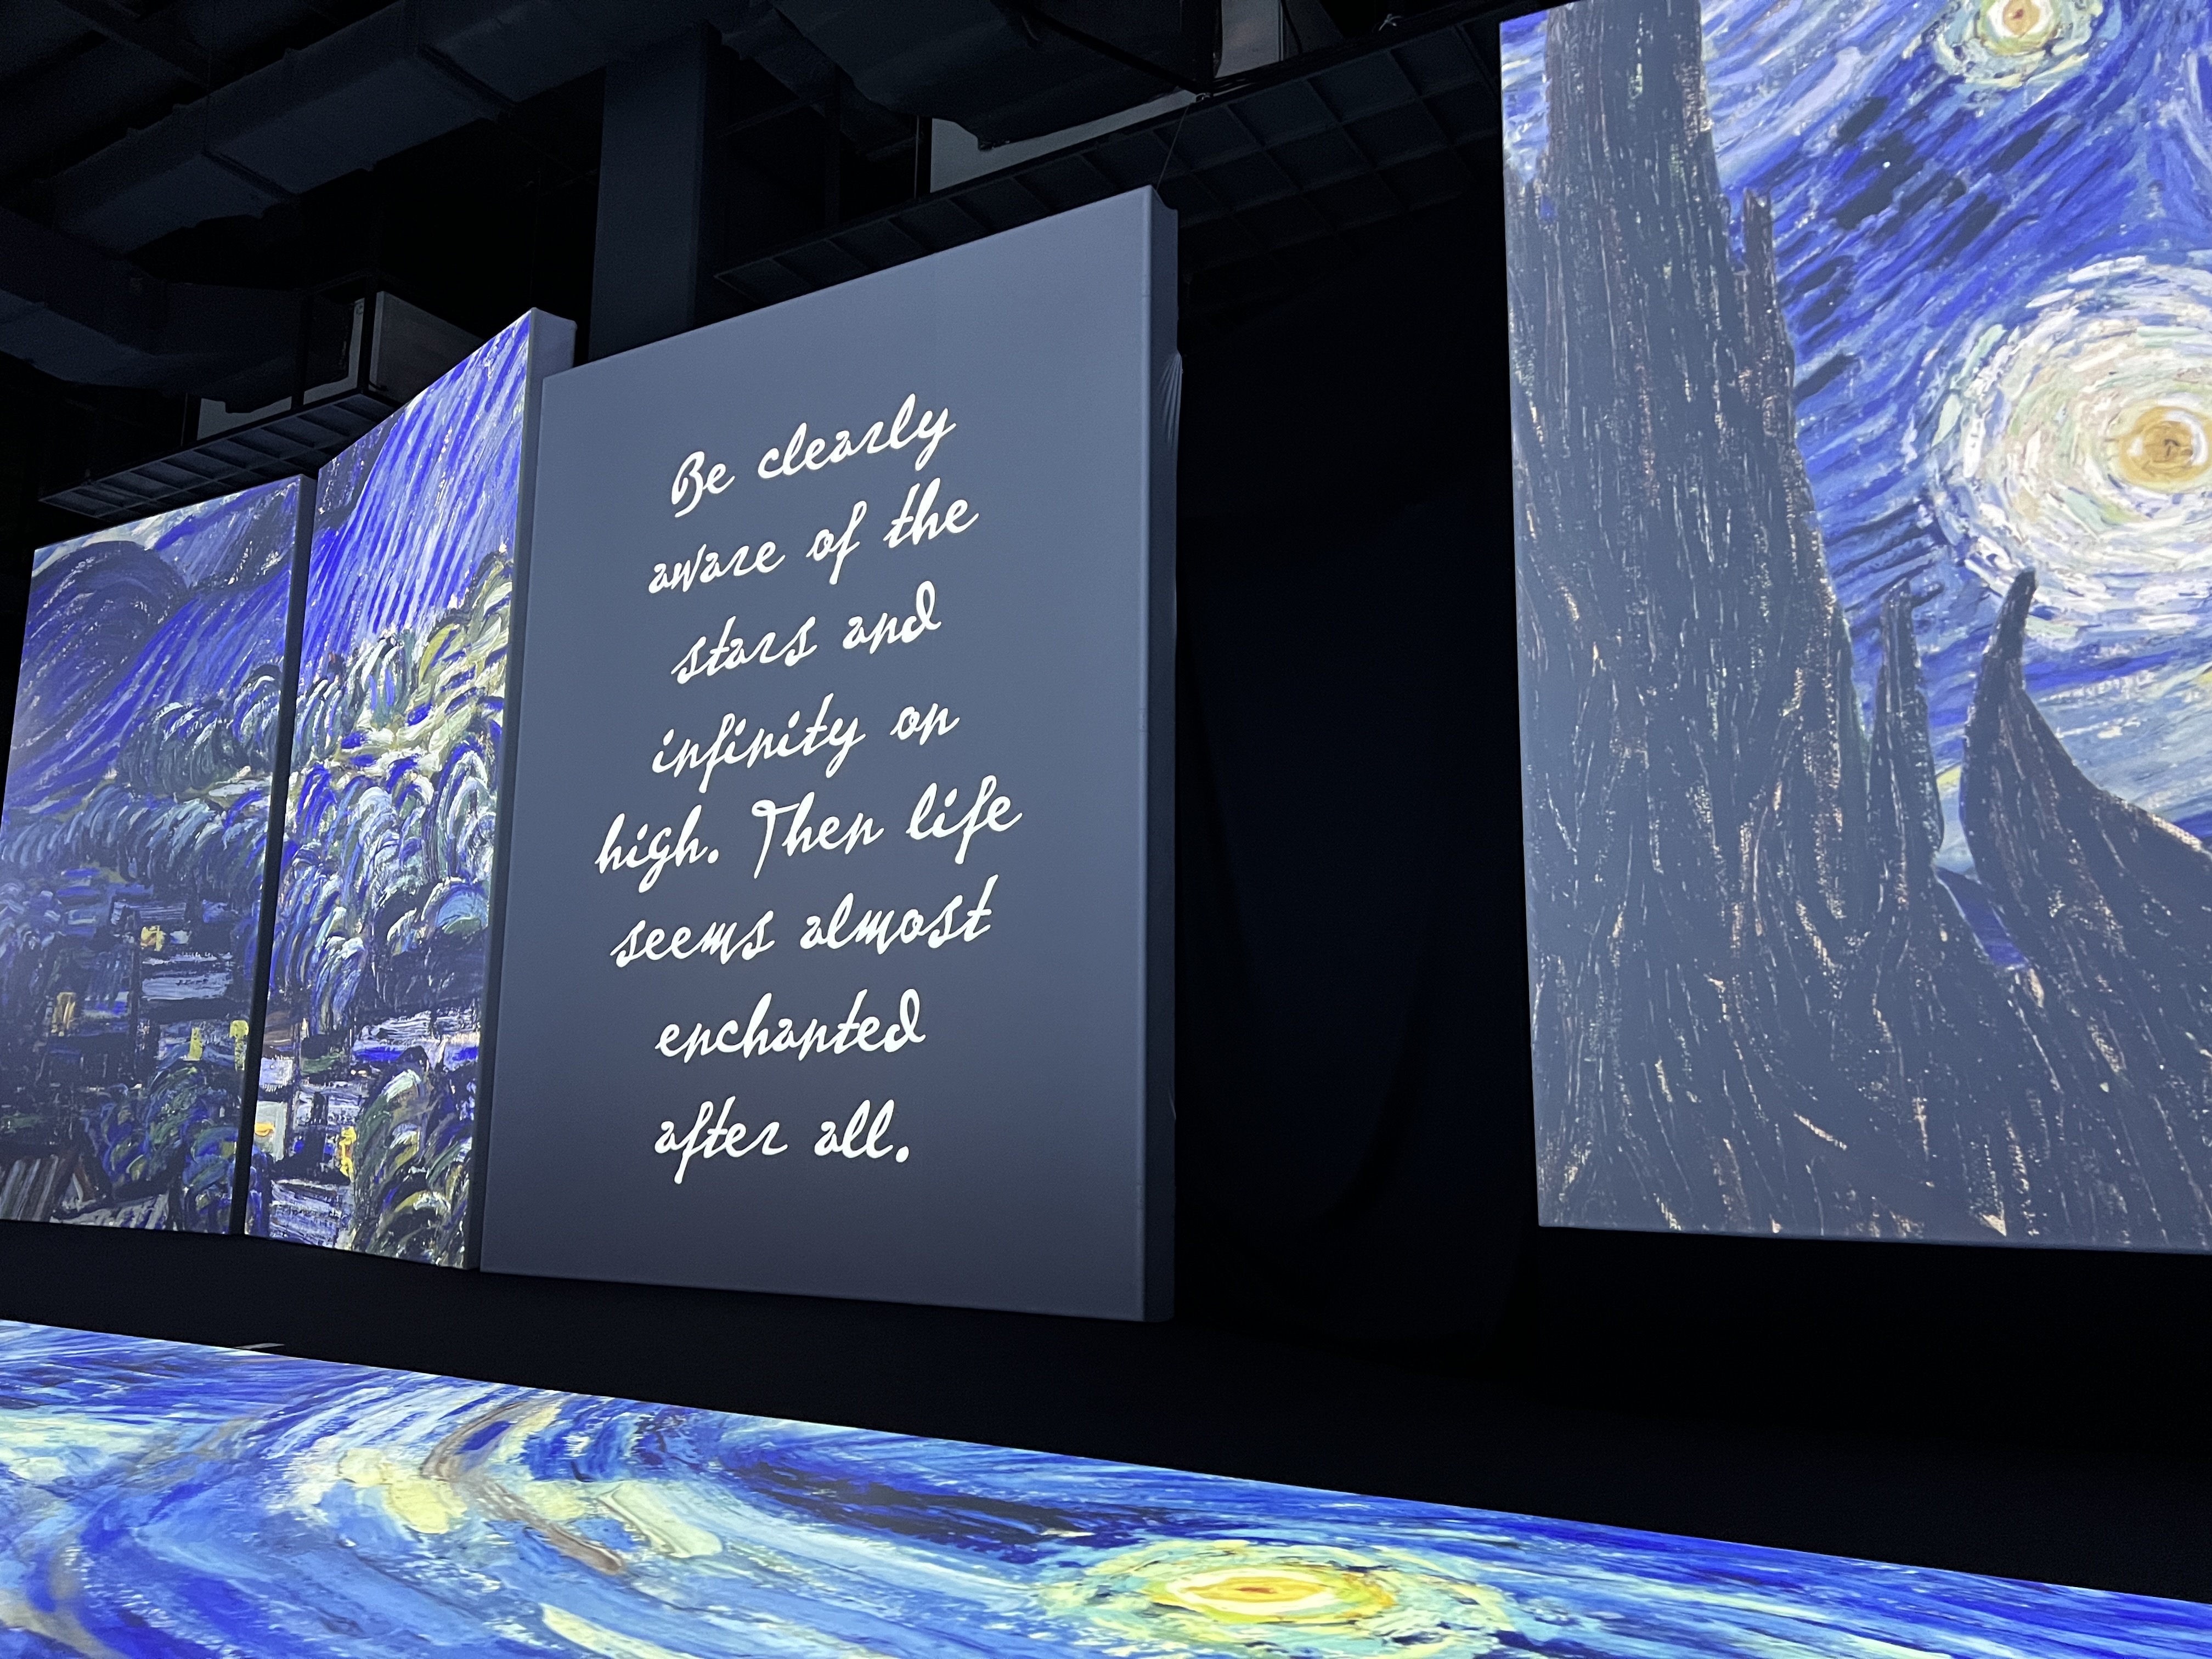 Be clearly
aware of the
stars and
infinity on
high. Then life
seems almost
enchanted
after all.